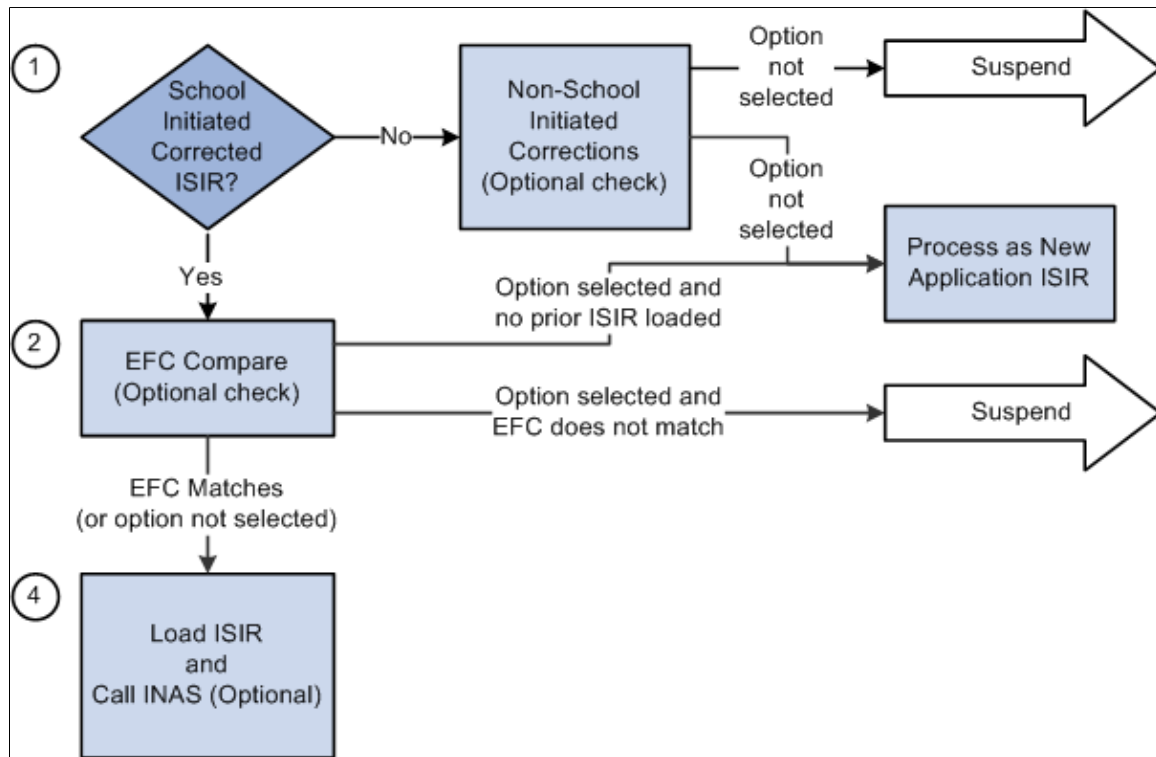 1
School
Initiated
Corrected
ISIR?
No
Non-School
Initiated
Corrections
(Optional check)
Option
not
selected
Suspend
Option
not
selected
Process as New
Application ISIR
Yes
Option selected and
no prior ISIR loaded
2
EFC Compare
(Optional check)
Option selected and
EFC does not match
Suspend
EFC Matches
(or option not selected)
4
Load ISIR
and
Call INAS (Optional)